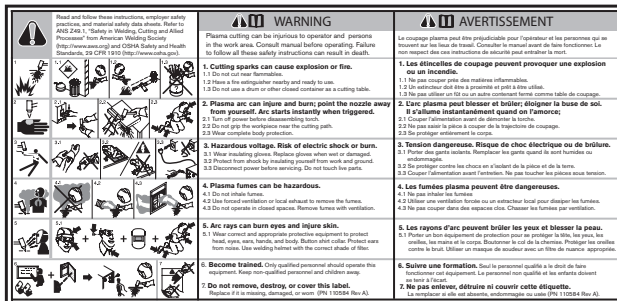 Read and follow these instructions, employer safety
practices, and material safety data sheets. Refer to
ANS Z49.1, "Safety in Welding, Cutting and Allied
Processes" from American Welding Society
(http://www.aws.org) and OSHA Safety and Health
Standards, 29 CFR 1910 (http://www.osha.gov).
WARNING
Plasma cutting can be injurious to operator and persons
in the work area. Consult manual before operating. Failure
to follow all these safety instructions can result in death.
AVERTISSEMENT
Le coupage plasma peut être préjudiciable pour l'opérateur et les personnes qui se
trouvent sur les lieux de travail. Consulter le manuel avant de faire fonctionner. Le
non respect des ces instructions de sécurité peut entraîner la mort.
1 1.1 1.2 1.3
1. Cutting sparks can cause explosion or fire.
1.1 Do not cut near flammables.
1.2 Have a fire extinguisher nearby and ready to use.
1.3 Do not use a drum or other closed container as a cutting table.
1. Les étincelles de coupage peuvent provoquer une explosion
ou un incendie.
1.1 Ne pas couper près des matières inflammables.
1.2 Un extincteur doit être à proximité et prêt à être utilisé.
1.3 Ne pas utiliser un fût ou un autre contenant fermé comme table de coupage.
2 2.1 2.2 2.3
2. Plasma arc can injure and burn; point the nozzle away
from yourself. Arc starts instantly when triggered.
2.1 Turn off power before disassembling torch.
2.2 Do not grip the workpiece near the cutting path.
2.3 Wear complete body protection.
2. L'arc plasma peut blesser et brûler; éloigner la buse de soi.
Il s'allume instantanément quand on l'amorce;
2.1 Couper l'alimentation avant de démonter la torche.
2.2 Ne pas saisir la pièce à couper de la trajectoire de coupage.
2.3 Se protéger entièrement le corps.
3 3.1 3.2 3.3
3. Hazardous voltage. Risk of electric shock or burn.
3.1 Wear insulating gloves. Replace gloves when wet or damaged.
3.2 Protect from shock by insulating yourself from work and ground.
3.3 Disconnect power before servicing. Do not touch live parts.
3. Tension dangereuse. Risque de choc électrique ou de brûlure.
3.1 Porter des gants isolants. Remplacer les gants quand ils sont humides ou
endommagés.
3.2 Se protéger contre les chocs en s'isolant de la pièce et de la terre.
3.3 Couper l'alimentation avant l'entretien. Ne pas toucher les pièces sous tension.
4 4.1 4.2 4.3
4. Plasma fumes can be hazardous.
4.1 Do not inhale fumes.
4.2 Use forced ventilation or local exhaust to remove the fumes.
4.3 Do not operate in closed spaces. Remove fumes with ventilation.
4. Les fumées plasma peuvent être dangereuses.
4.1 Ne pas inhaler les fumées
4.2 Utiliser une ventilation forcée ou un extracteur local pour dissiper les fumées.
4.3 Ne pas couper dans des espaces clos. Chasser les fumées par ventilation.
5 5.1
5. Arc rays can burn eyes and injure skin.
5.1 Wear correct and appropriate protective equipment to protect
head, eyes, ears, hands, and body. Button shirt collar. Protect ears
from noise. Use welding helmet with the correct shade of filter.
5. Les rayons d'arc peuvent brûler les yeux et blesser la peau.
5.1 Porter un bon équipement de protection pour se protéger la tête, les yeux, les
oreilles, les mains et le corps. Boutonner le col de la chemise. Protéger les oreilles
contre le bruit. Utiliser un masque de soudeur avec un filtre de nuance appropriée.
6 7
6. Become trained. Only qualified personnel should operate this
equipment. Keep non-qualified personnel and children away.
7. Do not remove, destroy, or cover this label.
Replace if it is missing, damaged, or worn (PN 110584 Rev A).
6. Suivre une formation. Seul le personnel qualifié a le droit de faire
fonctionner cet équipement. Le personnel non qualifié et les enfants doivent
se tenir à l'écart.
7. Ne pas enlever, détruire ni couvrir cette étiquette.
La remplacer si elle est absente, endommagée ou usée (PN 110584 Rev A).